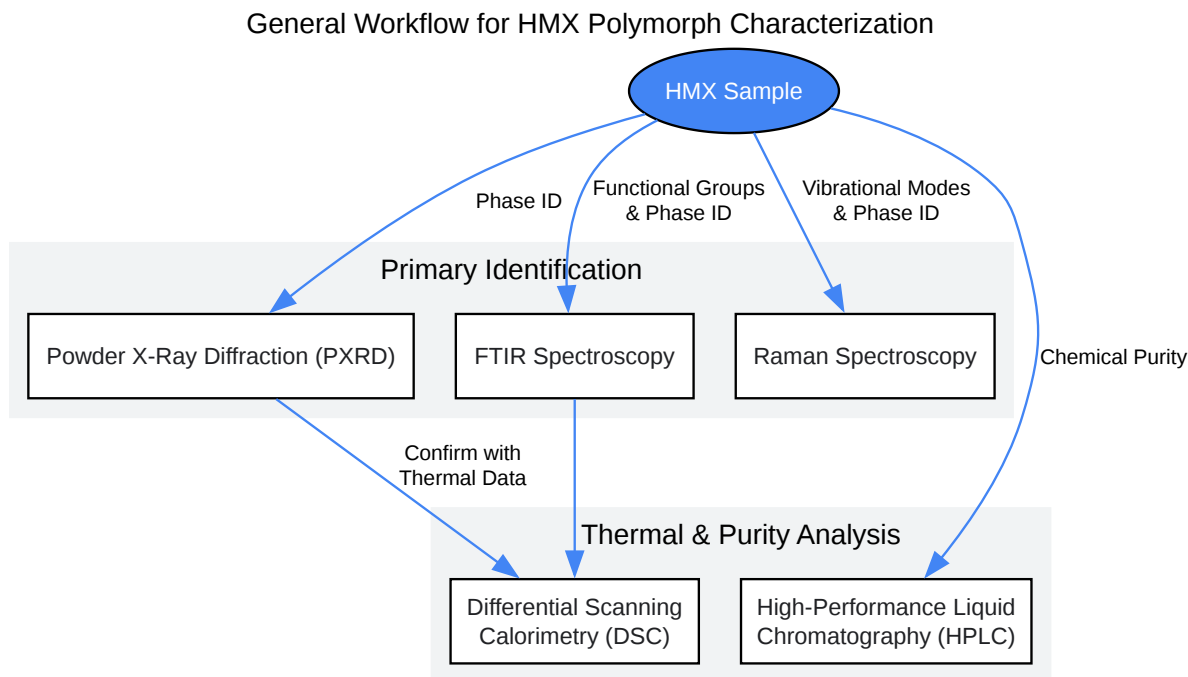 General Workflow for HMX Polymorph Characterization
HMX Sample
Phase ID
Functional Groups
& Phase ID
Vibrational Modes
& Phase ID
Primary Identification
Powder X-Ray Diffraction (PXRD)
FTIR Spectroscopy
Raman Spectroscopy
Chemical Purity
Confirm with
Thermal Data
Thermal & Purity Analysis
Differential Scanning
Calorimetry (DSC)
High-Performance Liquid
Chromatography (HPLC)